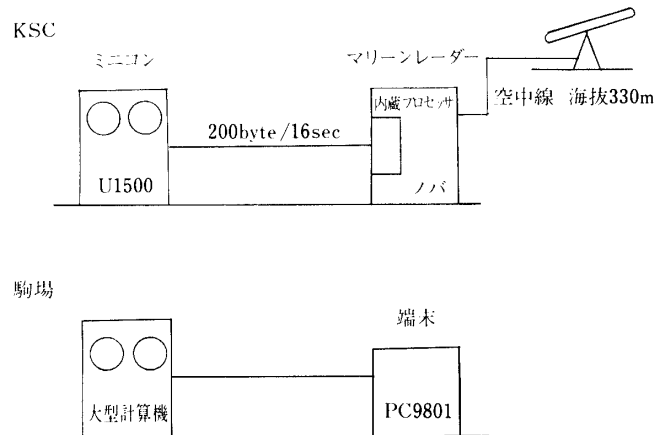 KSC
ミニコン
マリーンレーダー
内蔵プロセッサ
空中線 海抜330m
200byte/16sec
U1500
ノバ
駒場
端末
大型計算機
PC9801